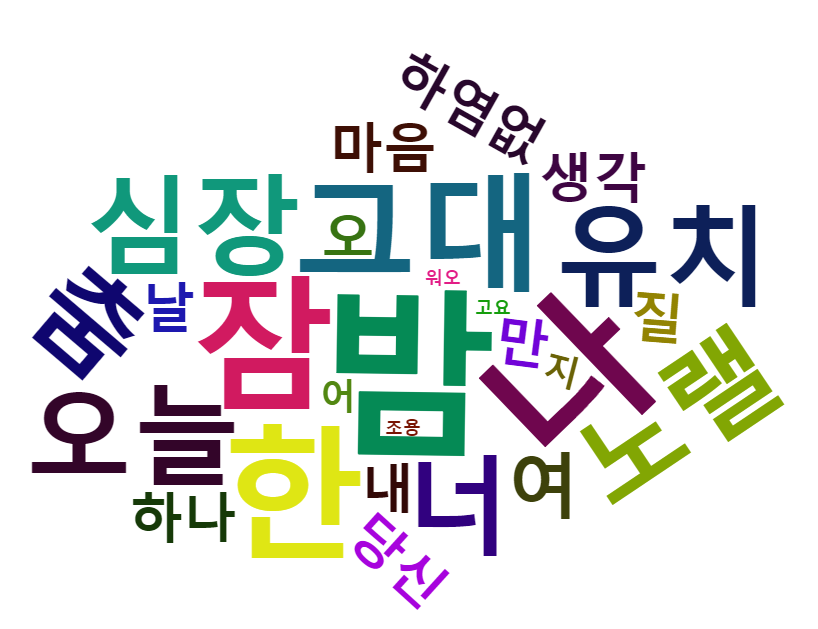 하염없
마음
생각
심장
그대
오
유치
워오
춤
날
잠
밤
고요
만
지
나
질
노렐
어
조용
오늘
한
내
너
여
하나
당신